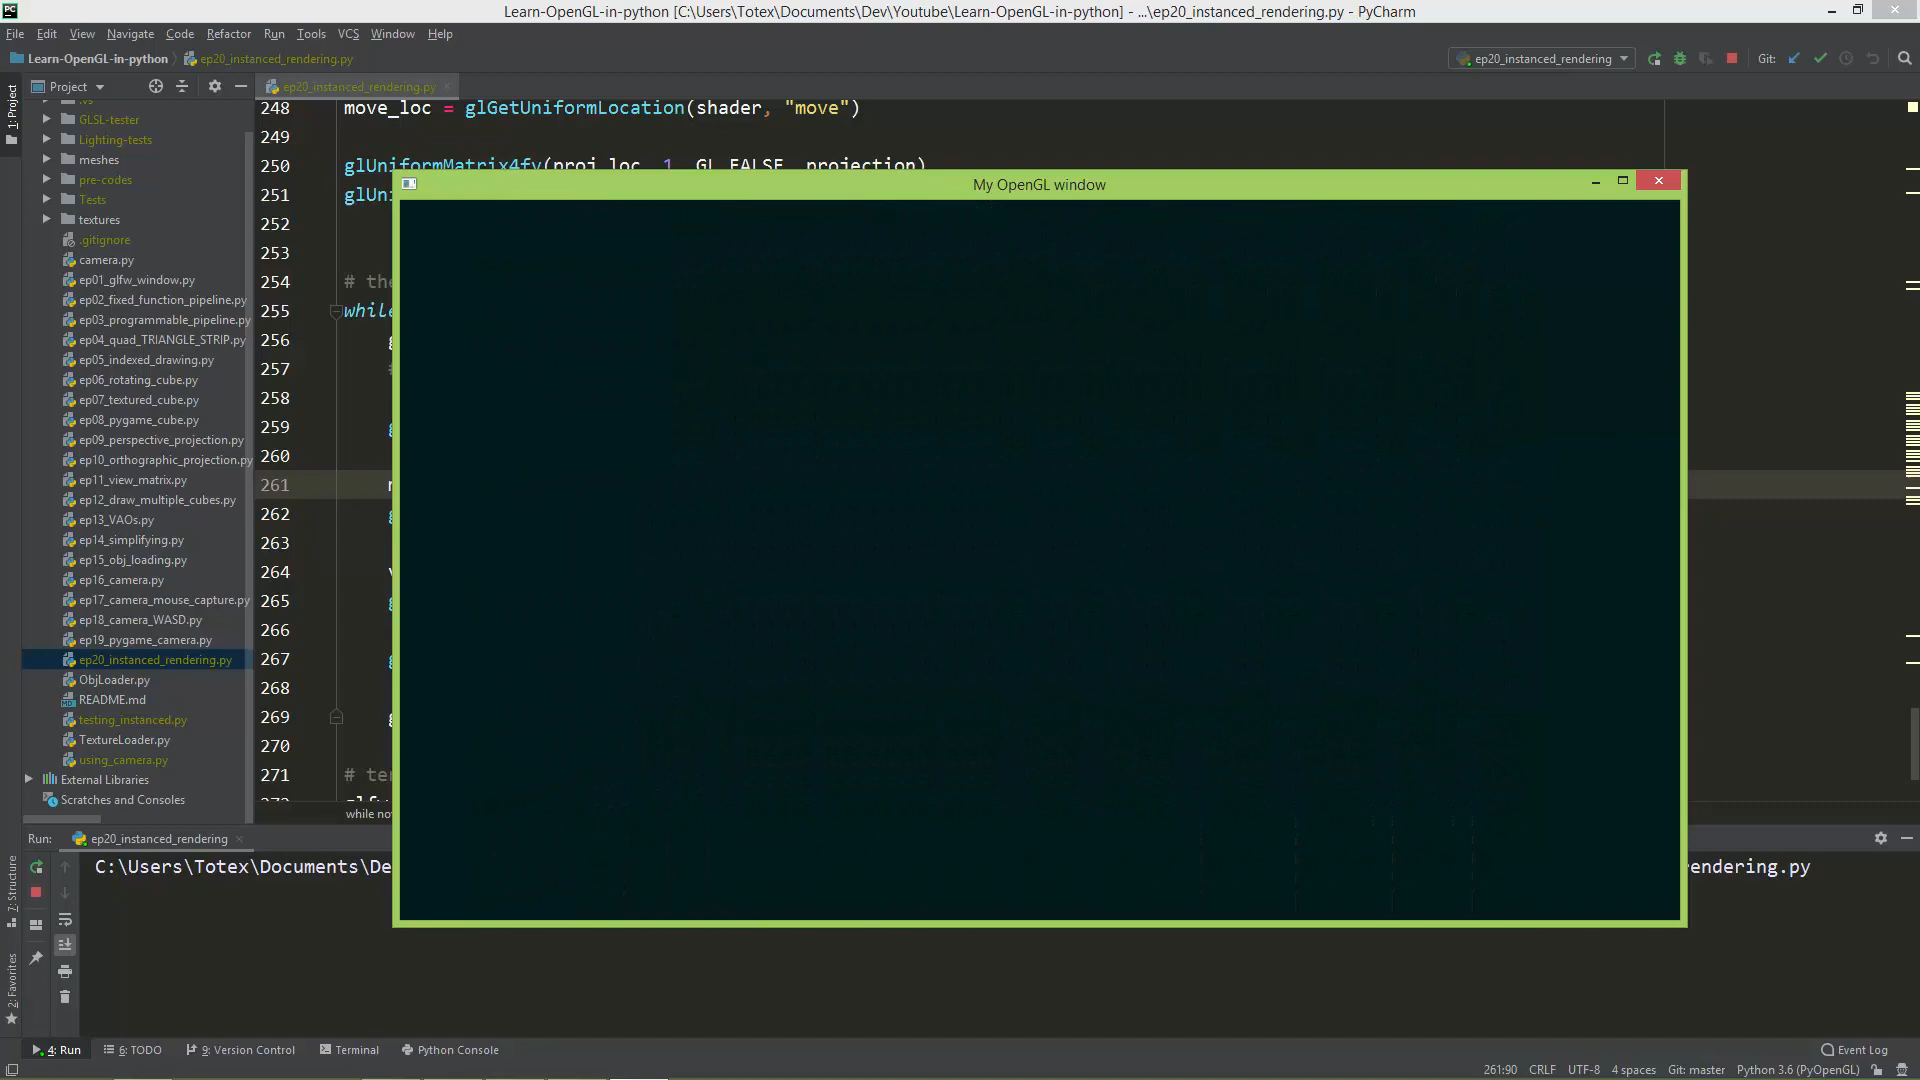 Learn-OpenGL-in-python [C:\Users\Totex\Documents\Dev\Youtube\Learn-OpenGL-in-python] - ...\ep20_instanced_rendering.py - PyCharm
File Edit View Navigate Code Refactor Run Tools VCS Window Help
Learn-OpenGL-in-python ep20_instanced_rendering.py
ep20_instanced_rendering Git:
Project
ep20_instanced_rendering.py
1: Project
.vs
GLSL-tester
Lighting-tests
meshes
pre-codes
Tests
textures
.gitignore
camera.py
ep01_glfw_window.py
ep02_fixed_function_pipeline.py
ep03_programmable_pipeline.py
ep04_quad_TRIANGLE_STRIP.py
ep05_indexed_drawing.py
ep06_rotating_cube.py
ep07_textured_cube.py
ep08_pygame_cube.py
ep09_perspective_projection.py
ep10_orthographic_projection.py
ep11_view_matrix.py
ep12_draw_multiple_cubes.py
ep13_VAOs.py
ep14_simplifying.py
ep15_obj_loading.py
ep16_camera.py
ep17_camera_mouse_capture.py
ep18_camera_WASD.py
ep19_pygame_camera.py
ep20_instanced_rendering.py
ObjLoader.py
README.md
testing_instanced.py
TextureLoader.py
using_camera.py
External Libraries
Scratches and Consoles
248 move_loc = glGetUniformLocation(shader, "move")
249
250 glUniformMatrix4fv(proj_loc, 1, GL_FALSE, projection)
251 glUni
252
253
254 # the
255 while
256 g
257 #
258
259 g
260
261
262 g
263
264 v
265 g
266
267 g
268
269 g
270
271 # ter
272 glfw
while no
My OpenGL window
Run: ep20_instanced_rendering
C:\Users\Totex\Documents\De
rendering.py
7: Structure
2: Favorites
4: Run 6: TODO 9: Version Control Terminal Python Console Event Log
261:90 CRLF UTF-8 4 spaces Git: master Python 3.6 (PyOpenGL)